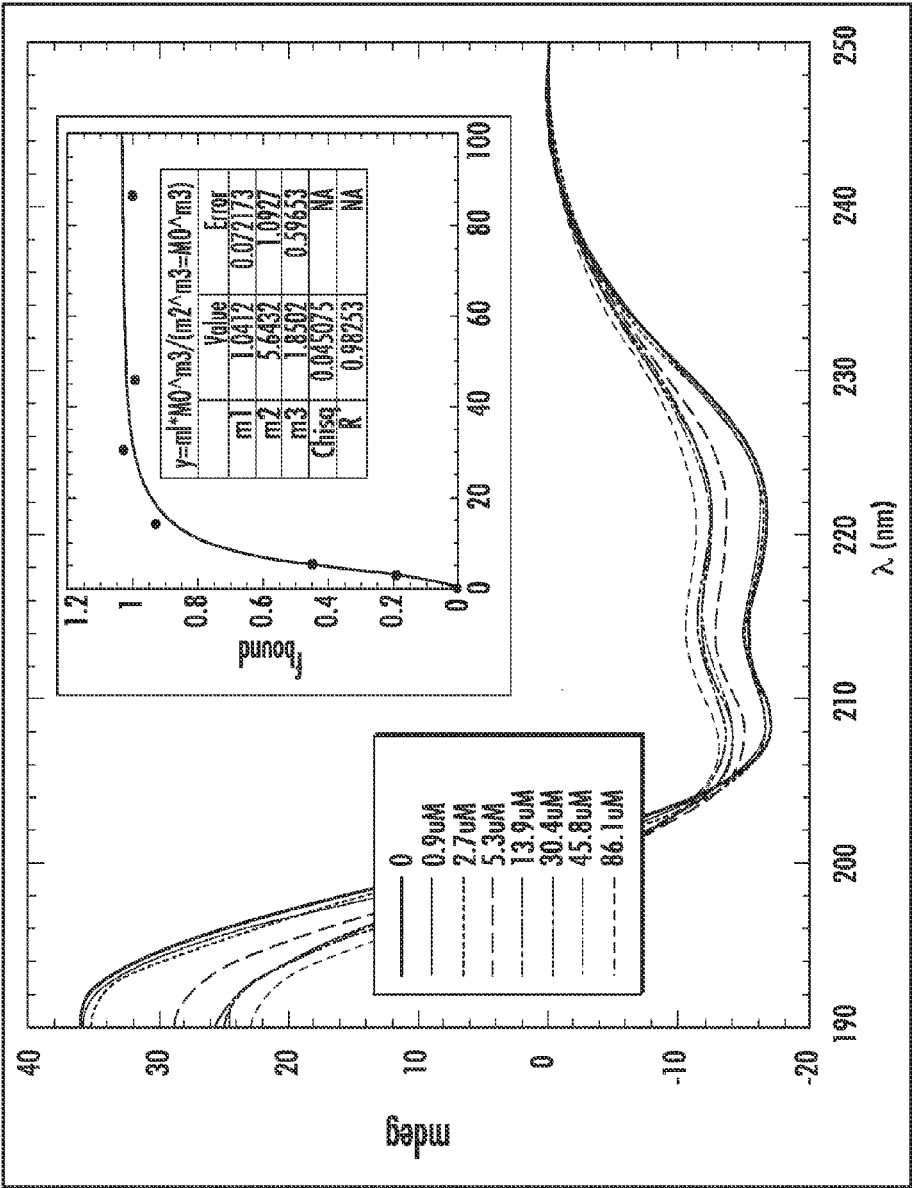 mdeg
40
30
20
10
0
-10
-20
190
200
210
220
230
240
250
λ (nm)
0
0.9uM
2.7uM
5.3uM
13.9uM
30.4uM
45.8uM
86.1uM
fbound
1.2
1
0.8
0.6
0.4
0.2
0
0
20
40
60
80
100
y=ml*M0^m3/(m2^m3=M0^m3)
Value Error
m1 1.0412 0.072173
m2 5.6432 1.0927
m3 1.8502 0.59653
Chisq 0.045075 NA
R 0.98253 NA